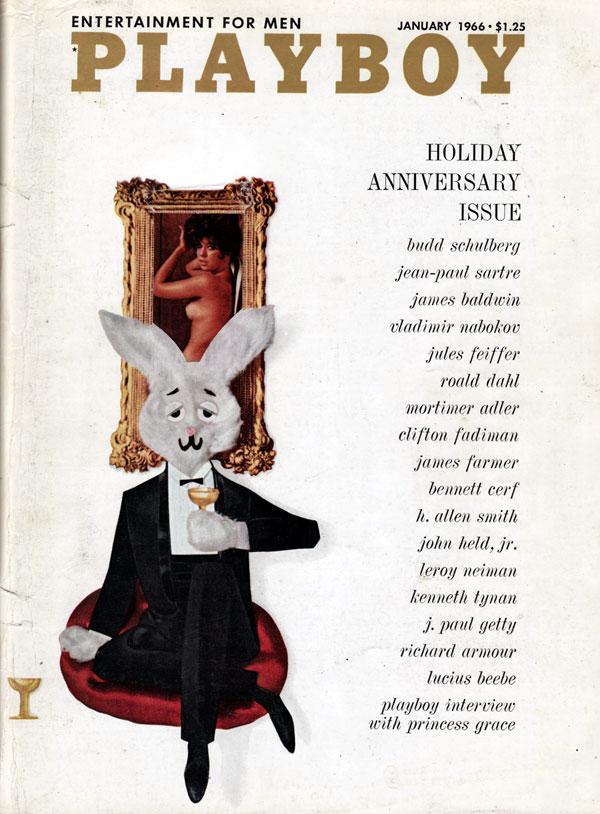 ENTERTAINMENT FOR MEN
JANUARY 1966 • $1.25
PLAYBOY
HOLIDAY
ANNIVERSARY
ISSUE
budd schulberg
jean-paul sartre
james baldwin
vladimir nabokov
jules feiffer
roald dahl
mortimer adler
clifton fadiman
james farmer
bennett cerf
h. allen smith
john held, jr.
leroy neiman
kenneth tynan
j. paul getty
richard armour
lucius beebe
playboy interview
with princess grace